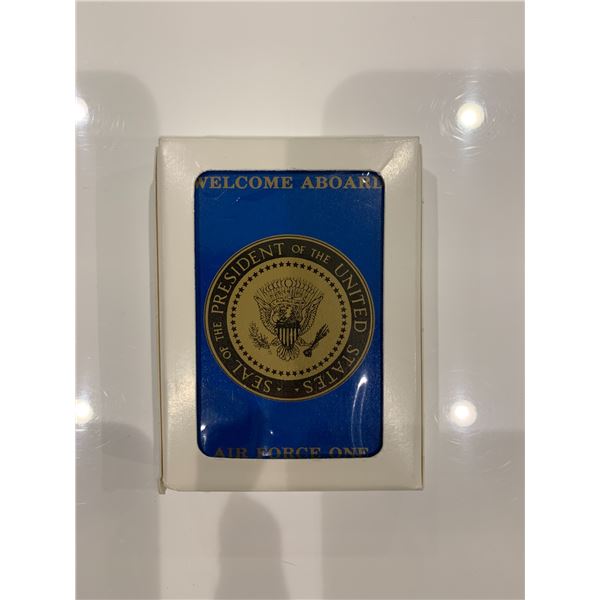 WELCOME ABOARD
SEAL OF THE PRESIDENT OF THE UNITED STATES
AIR FORCE ONE